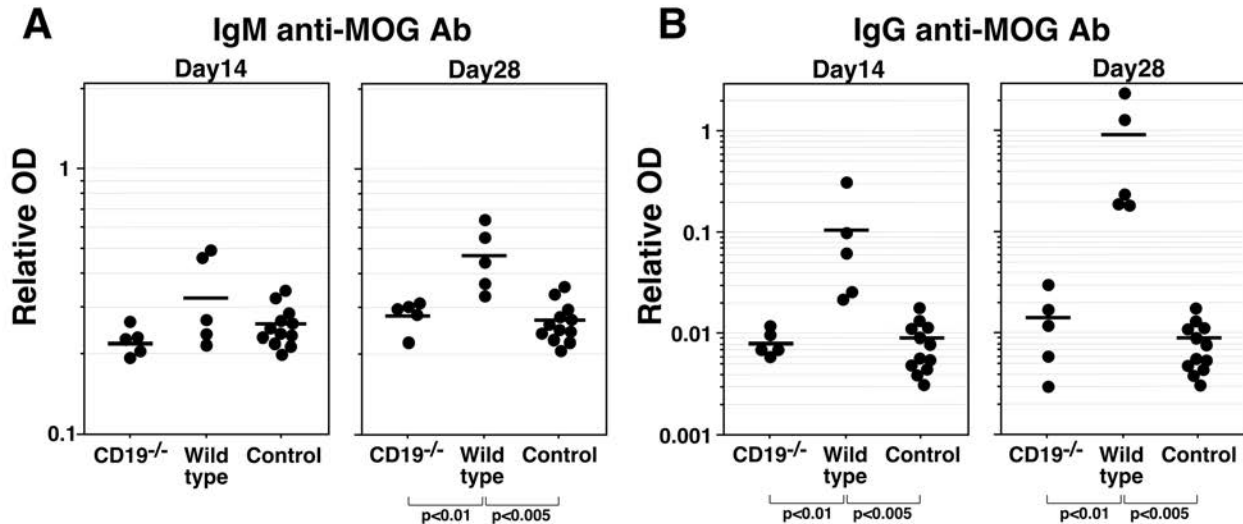 A
IgM anti-MOG Ab
Day14
Day28
Relative OD
1
0.1
CD19-/-
Wild
type
Control
CD19-/-
Wild
type
Control
p<0.01
p<0.005
B
IgG anti-MOG Ab
Day14
Day28
Relative OD
1
0.1
0.01
0.001
CD19-/-
Wild
type
Control
CD19-/-
Wild
type
Control
p<0.01
p<0.005
p<0.01
p<0.005